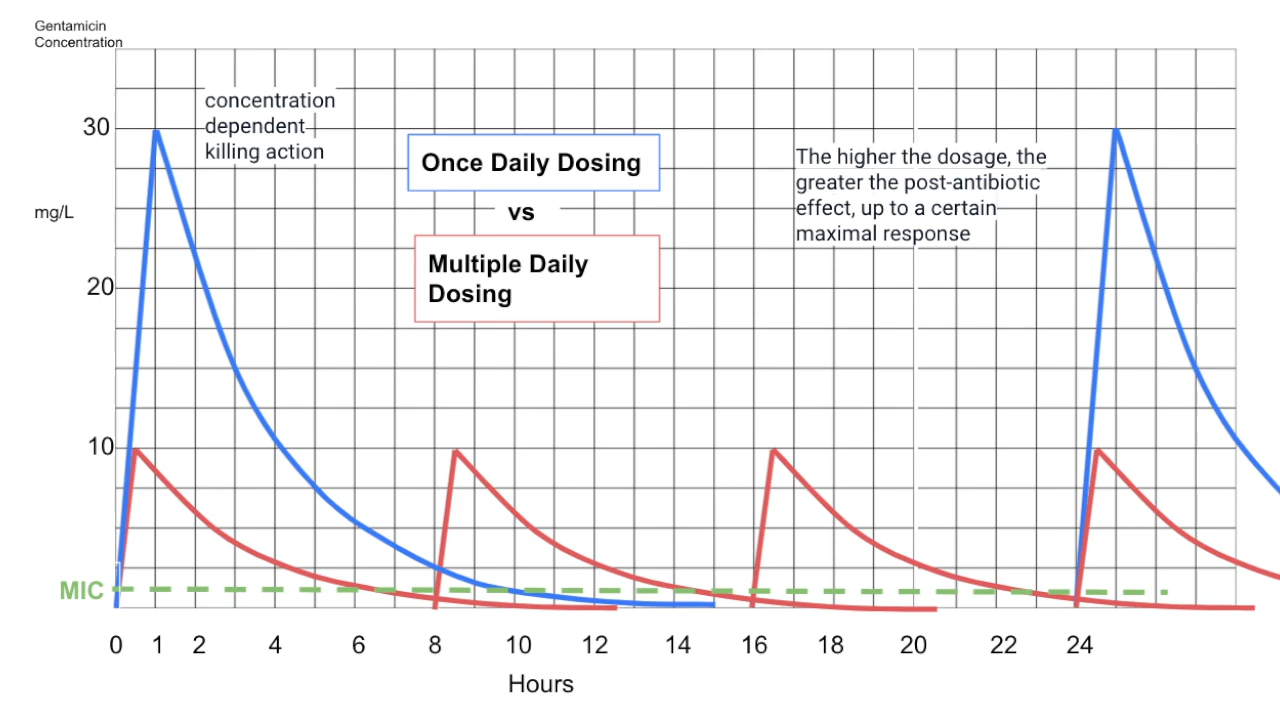 Gentamicin
Concentration
concentration
dependent
killing action
30
Once Daily Dosing
The higher the dosage, the
greater the post-antibiotic
effect, up to a certain
maximal response
mg/L
vs
Multiple Daily
Dosing
20
10
MIC
0 1 2 4 6 8 10 12 14 16 18 20 22 24
Hours